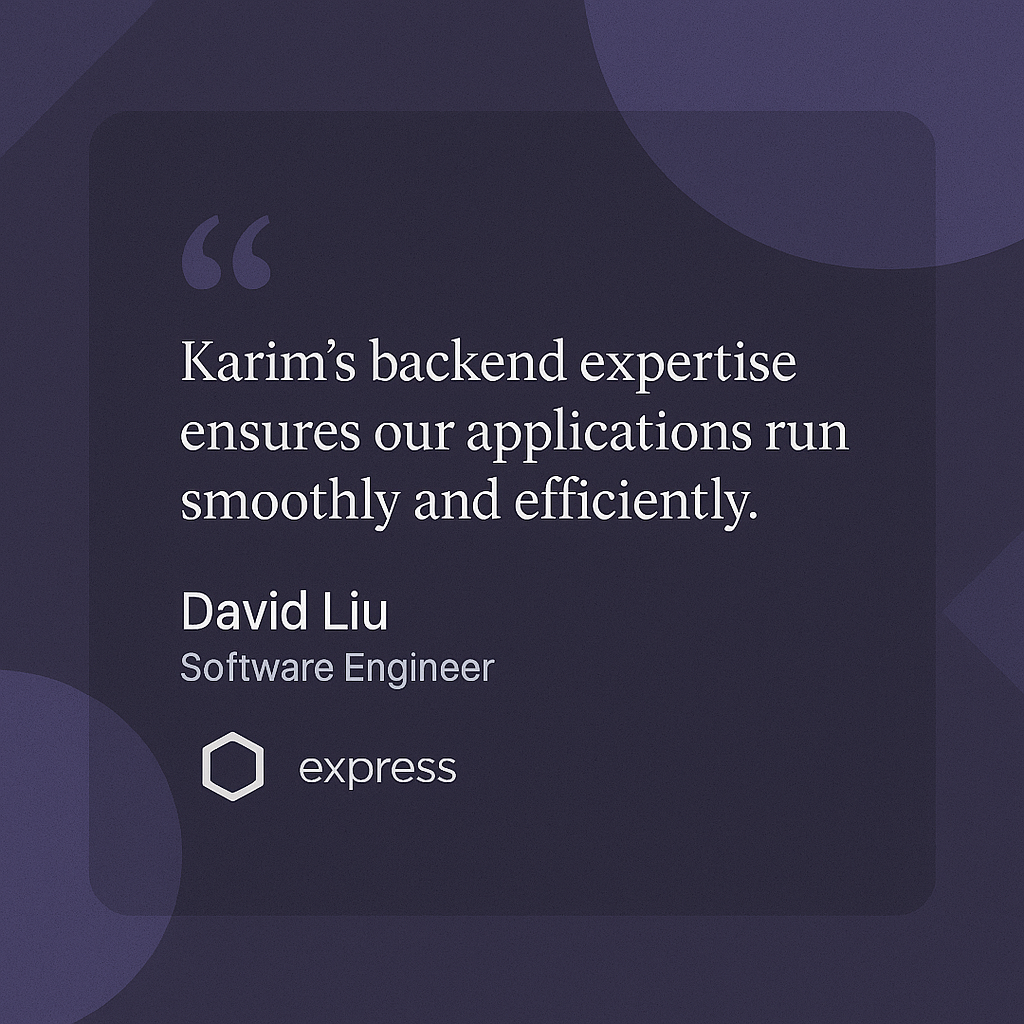 “
Karim’s backend expertise
ensures our applications run
smoothly and efficiently.
David Liu
Software Engineer
express